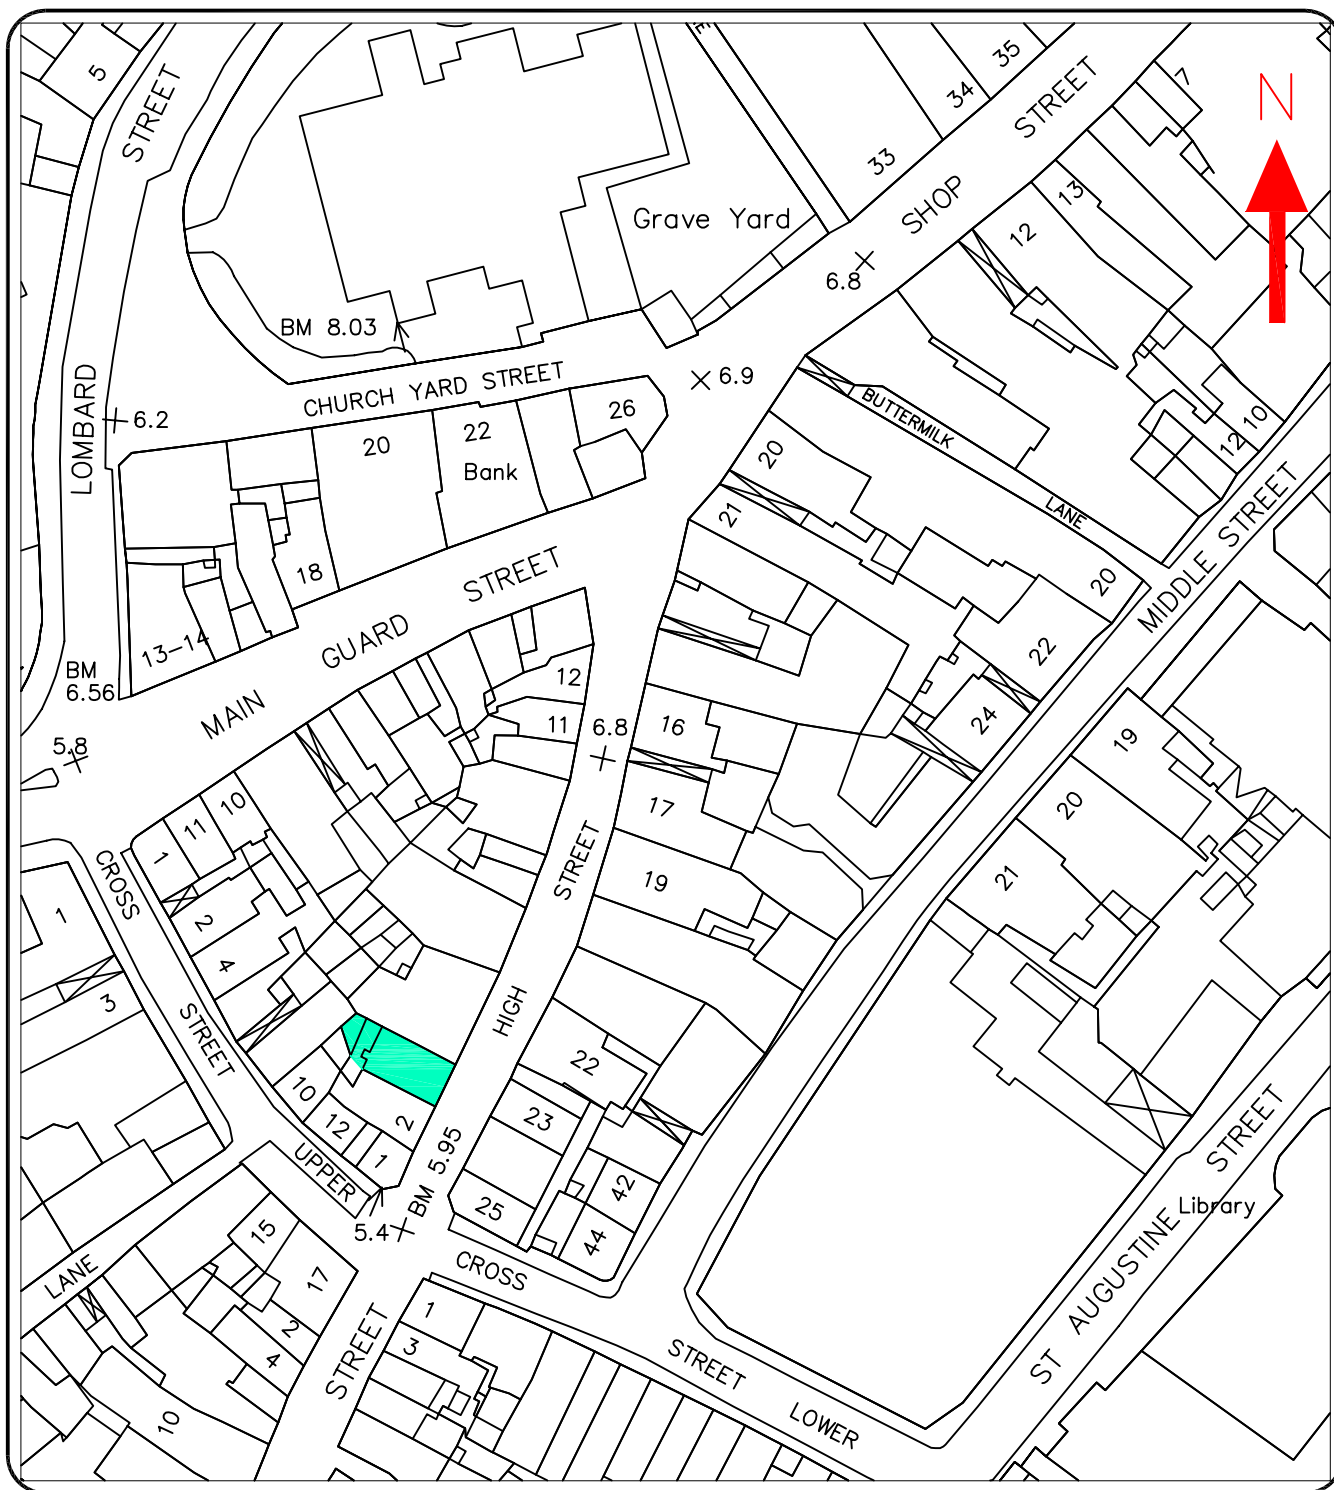 E
5
STREET
35
34
33
STREET
7
N
SHOP
13
12
Grave Yard
6.8
BM 8.03
CHURCH YARD STREET
6.9
LOMBARD
6.2
20
22
Bank
26
BUTTERMILK
LANE
12
10
MIDDLE STREET
20
21
20
22
24
18
13-14
BM
6.56
MAIN
GUARD
STREET
12
11
6.8
16
17
19
5.8
19
20
21
CROSS
1
11
10
2
4
1
3
STREET
STREET
HIGH
22
23
25
42
44
10
12
1
2
UPPER
BM 5.95
5.4
CROSS
STREET
LOWER
LANE
15
17
2
4
10
STREET
1
3
STREET
Library
ST AUGUSTINE